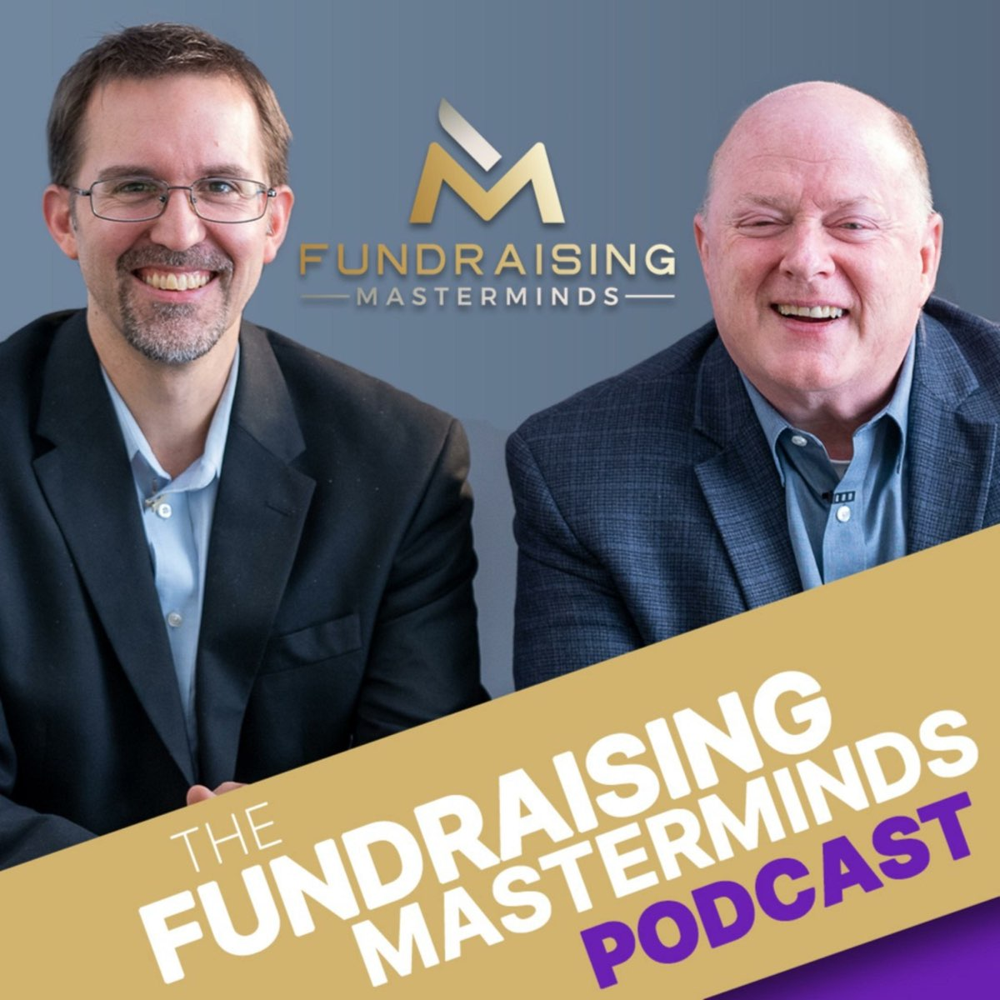 FUNDRAISING
MASTERMINDS
THE
FUNDRAISING
MASTERMINDS
PODCAST